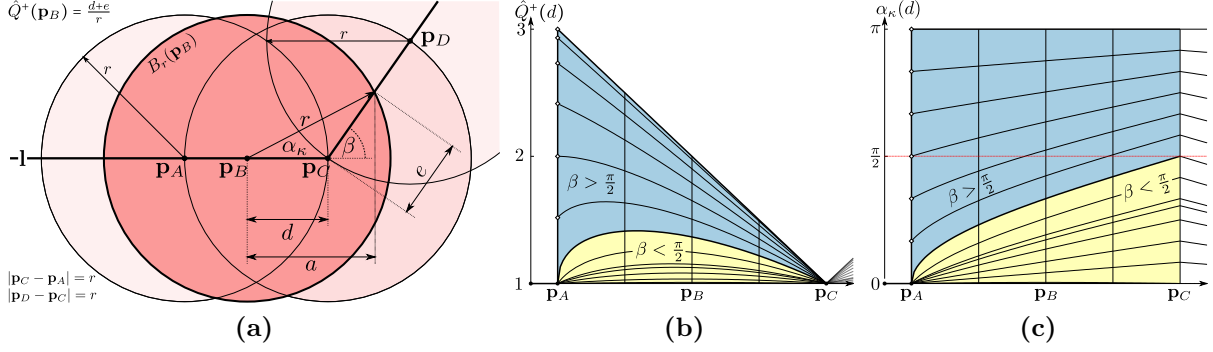 Q̂⁺(p_B) = (d+e)/r
B_r(p_B)
r
r
r
p_D
-l
p_A
p_B
α_κ
p_C
β
e
d
a
|p_C − p_A| = r
|p_D − p_C| = r
(a)
Q̂⁺(d)
3
2
1
β > π/2
β < π/2
p_A
p_B
p_C
(b)
α_κ(d)
π
π/2
0
β > π/2
β < π/2
p_A
p_B
p_C
(c)